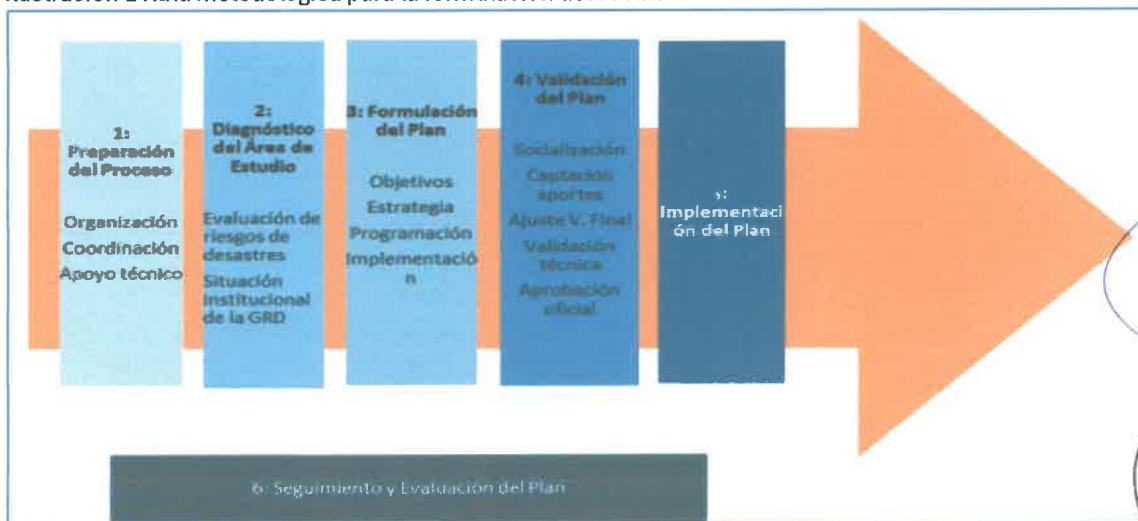 1:
Preparación
del Proceso
Organización
Coordinación
Apoyo técnico
2:
Diagnóstico
del Área de
Estudio
Evaluación de
riesgos de
desastres
Situación
Institucional
de la GRD
3: Formulación
del Plan
Objetivos
Estrategia
Programación
Implementació
n
4: Validación
del Plan
Socialización
Captación
aportes
Ajuste V. Final
Validación
técnica
Aprobación
oficial
Implementaci
ón del Plan
6: Seguimiento y Evaluación del Plan